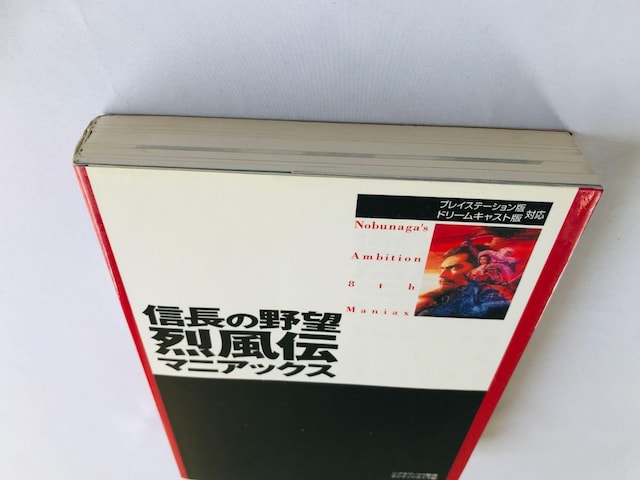 プレイステーション版
ドリームキャスト版 対応
Nobunaga's
Ambition
8th
Maniax
信長の野望
烈風伝
マニアックス